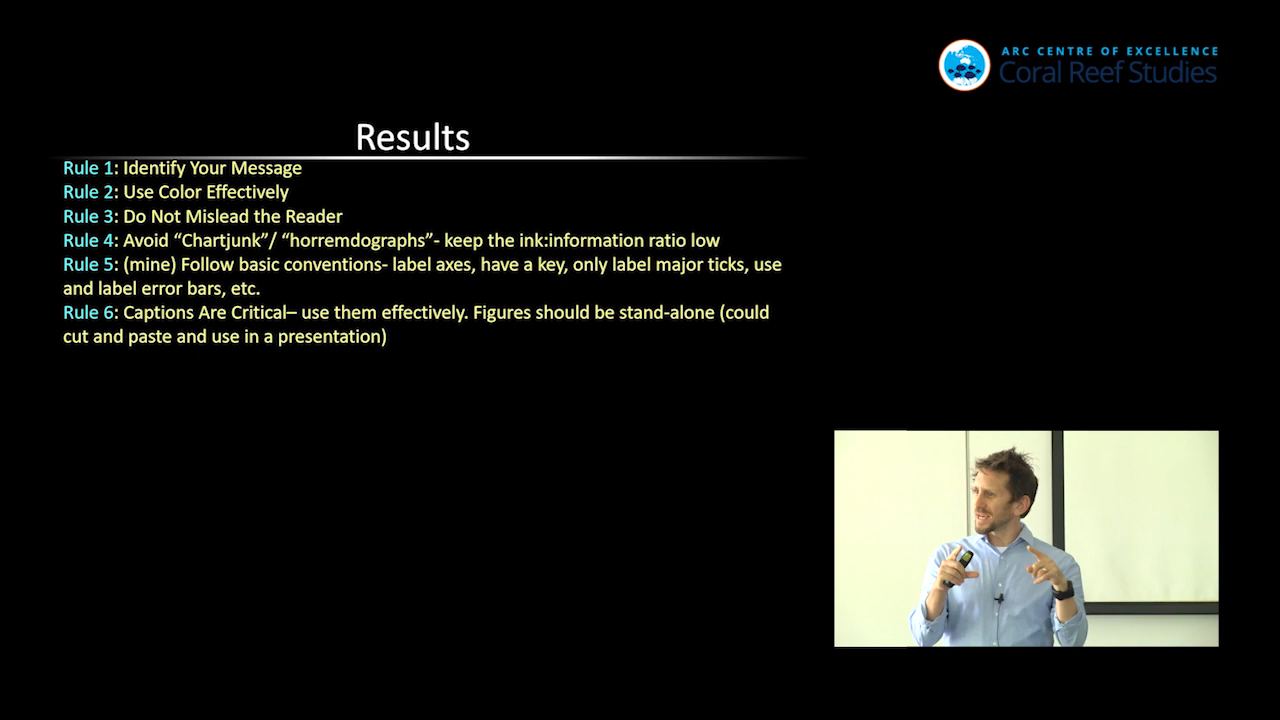 ARC CENTRE OF EXCELLENCE
Coral Reef Studies
Results
Rule 1: Identify Your Message
Rule 2: Use Color Effectively
Rule 3: Do Not Mislead the Reader
Rule 4: Avoid “Chartjunk”/ “horremdographs”- keep the ink:information ratio low
Rule 5: (mine) Follow basic conventions- label axes, have a key, only label major ticks, use
and label error bars, etc.
Rule 6: Captions Are Critical– use them effectively. Figures should be stand-alone (could
cut and paste and use in a presentation)